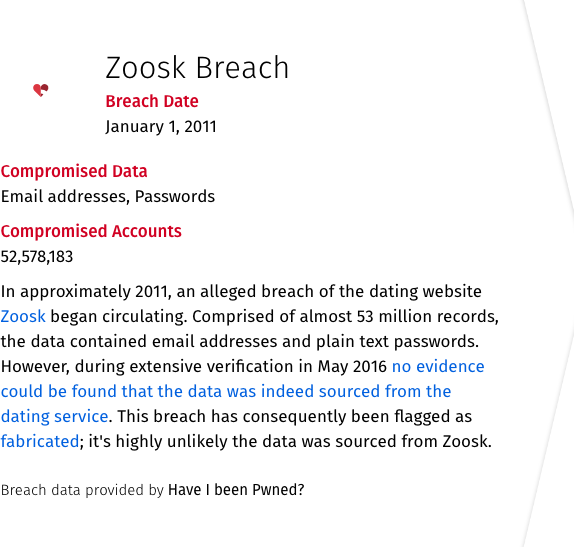 Zoosk Breach
Breach Date
January 1, 2011
Compromised Data
Email addresses, Passwords
Compromised Accounts
52,578,183
In approximately 2011, an alleged breach of the dating website
Zoosk began circulating. Comprised of almost 53 million records,
the data contained email addresses and plain text passwords.
However, during extensive verification in May 2016 no evidence
could be found that the data was indeed sourced from the
dating service. This breach has consequently been flagged as
fabricated; it's highly unlikely the data was sourced from Zoosk.
Breach data provided by Have I been Pwned?